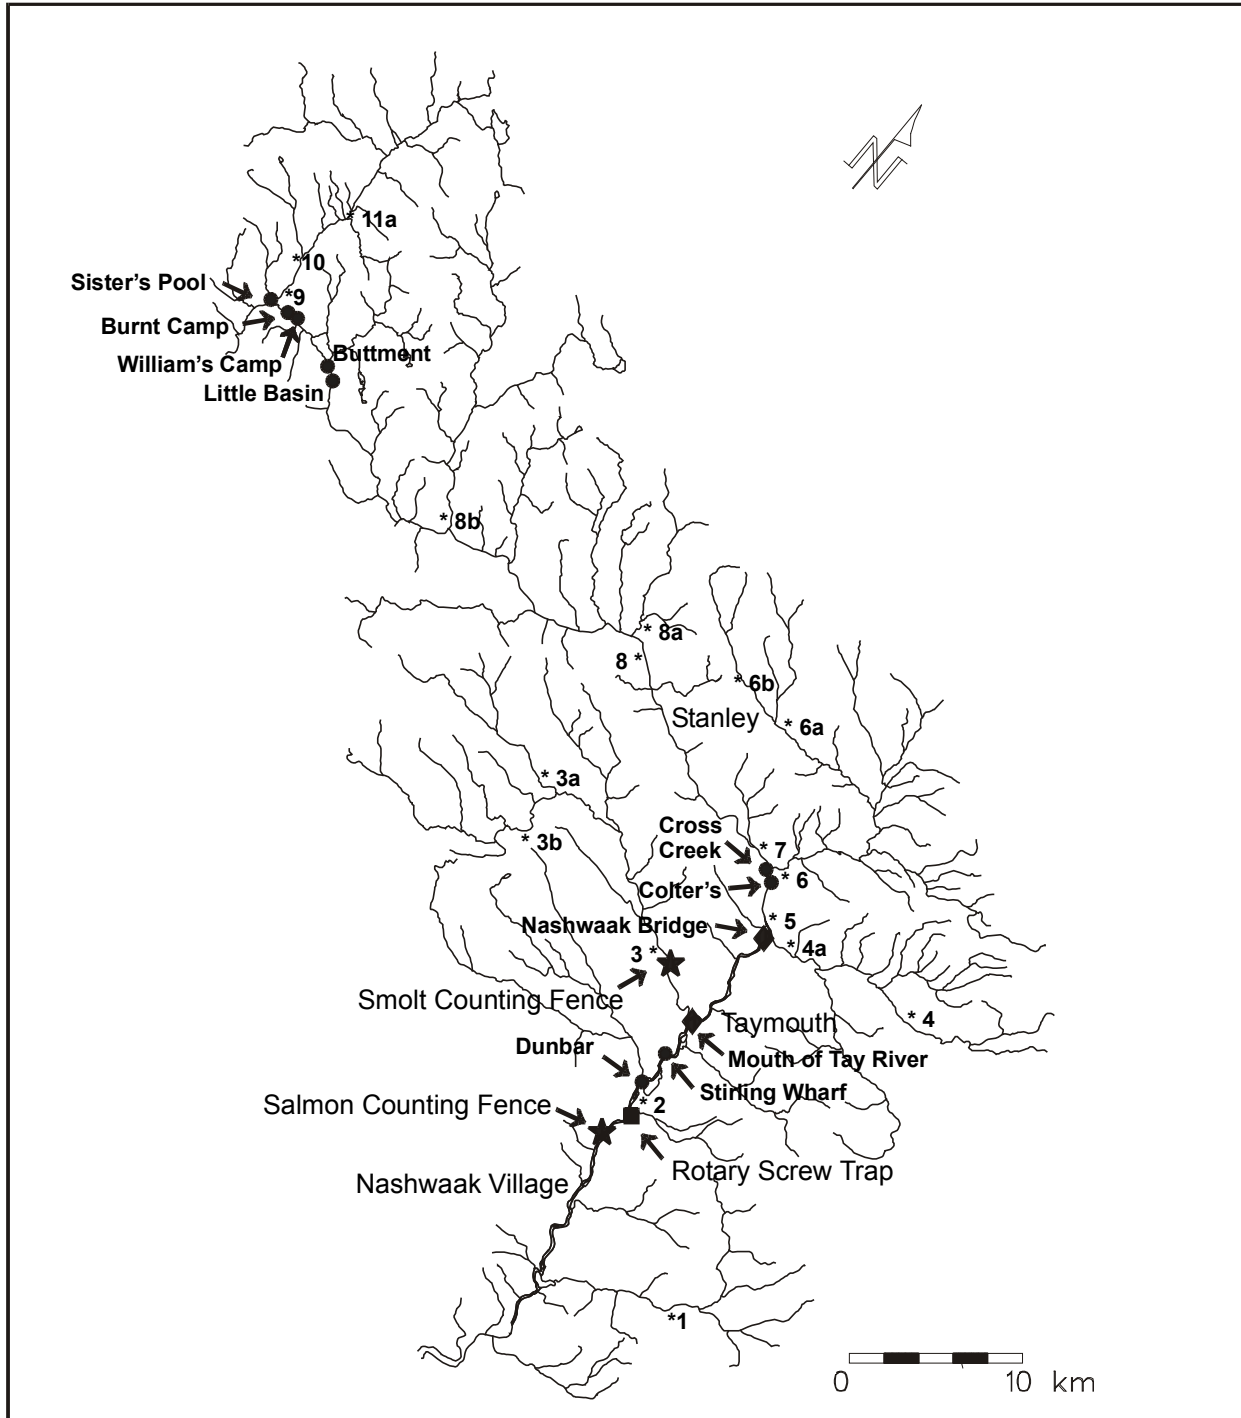 N
* 11a
*10
Sister's Pool
*9
Burnt Camp
William's Camp
Buttment
Little Basin
* 8b
* 8a
8 *
* 6b
Stanley
* 6a
* 3a
* 3b
Cross
Creek
* 7
Colter's
* 6
Nashwaak Bridge
* 5
3 *
* 4a
Smolt Counting Fence
* 4
Taymouth
Dunbar
Mouth of Tay River
Stirling Wharf
Salmon Counting Fence
* 2
Rotary Screw Trap
Nashwaak Village
*1
0 10 km